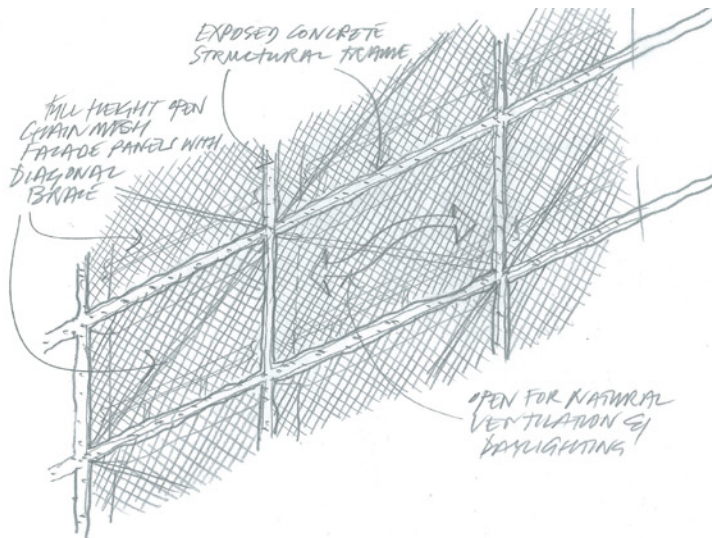 EXPOSED CONCRETE
STRUCTURAL FRAME
FULL HEIGHT OPEN
CHAIN MESH
FACADE PANELS WITH
DIAGONAL
BRACE
OPEN FOR NATURAL
VENTILATION &
DAYLIGHTING